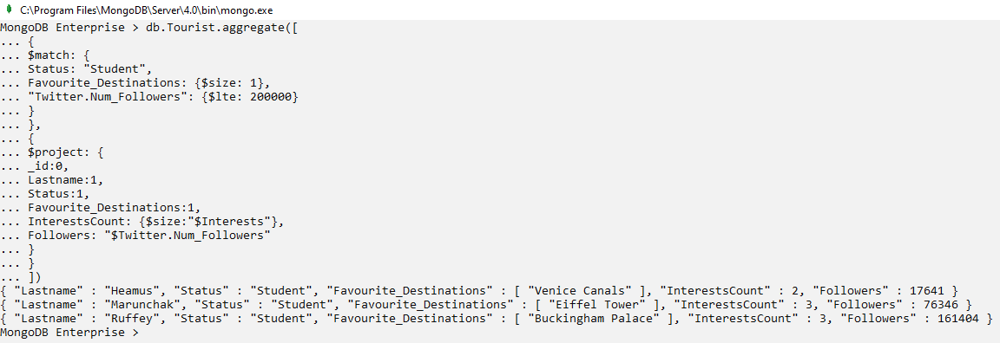 C:\Program Files\MongoDB\Server\4.0\bin\mongo.exe
MongoDB Enterprise > db.Tourist.aggregate([
... {
... $match: {
... Status: "Student",
... Favourite_Destinations: {$size: 1},
... "Twitter.Num_Followers": {$lte: 200000}
... }
... },
... {
... $project: {
... _id:0,
... Lastname:1,
... Status:1,
... Favourite_Destinations:1,
... InterestsCount: {$size:"$Interests"},
... Followers: "$Twitter.Num_Followers"
... }
... }
... ])
{ "Lastname" : "Heamus", "Status" : "Student", "Favourite_Destinations" : [ "Venice Canals" ], "InterestsCount" : 2, "Followers" : 17641 }
{ "Lastname" : "Marunchak", "Status" : "Student", "Favourite_Destinations" : [ "Eiffel Tower" ], "InterestsCount" : 3, "Followers" : 76346 }
{ "Lastname" : "Ruffey", "Status" : "Student", "Favourite_Destinations" : [ "Buckingham Palace" ], "InterestsCount" : 3, "Followers" : 161404 }
MongoDB Enterprise >